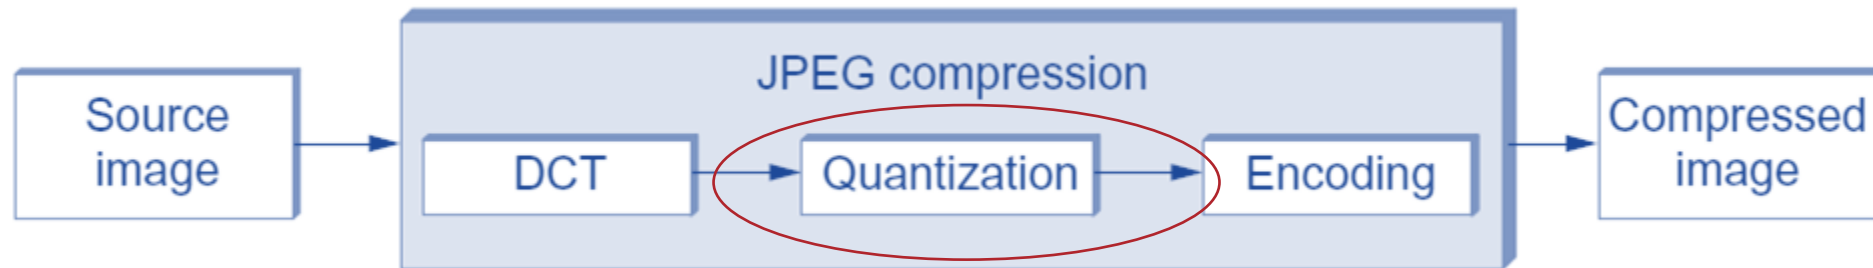 Source
image
JPEG compression
DCT
Quantization
Encoding
Compressed
image